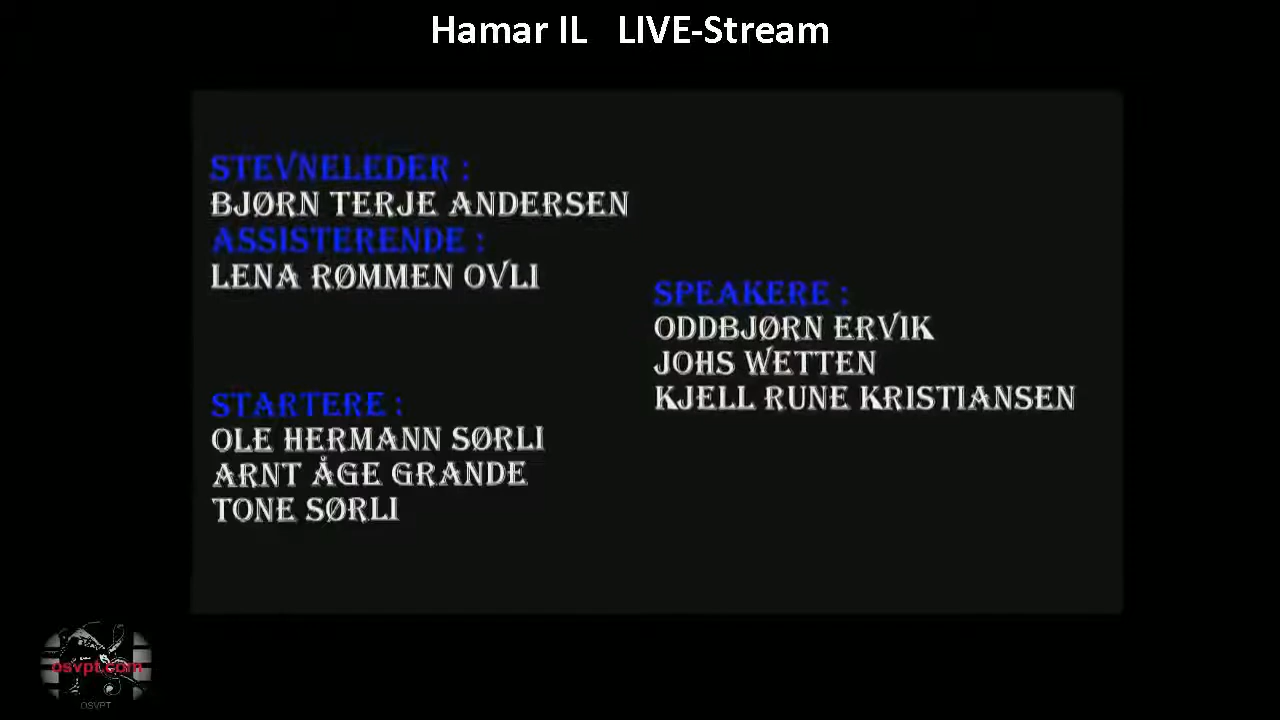 Hamar IL LIVE-Stream
STEVNELEDER :
BJØRN TERJE ANDERSEN
ASSISTERENDE :
LENA RØMMEN OVLI
STARTERE :
OLE HERMANN SØRLI
ARNT ÅGE GRANDE
TONE SØRLI
SPEAKERE :
ODDBJØRN ERVIK
JOHS WETTEN
KJELL RUNE KRISTIANSEN
osvpt.com
OSVPT